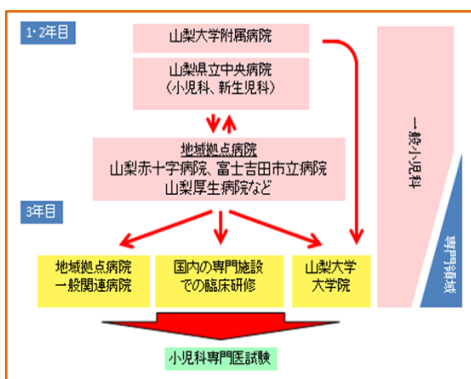 1・2年目
山梨大学附属病院
山梨県立中央病院
(小児科、新生児科)
地域拠点病院
山梨赤十字病院、富士吉田市立病院
山梨厚生病院など
3年目
地域拠点病院
一般関連病院
国内の専門施設
での臨床研修
山梨大学
大学院
小児科専門医試験
一般小児科
専門領域